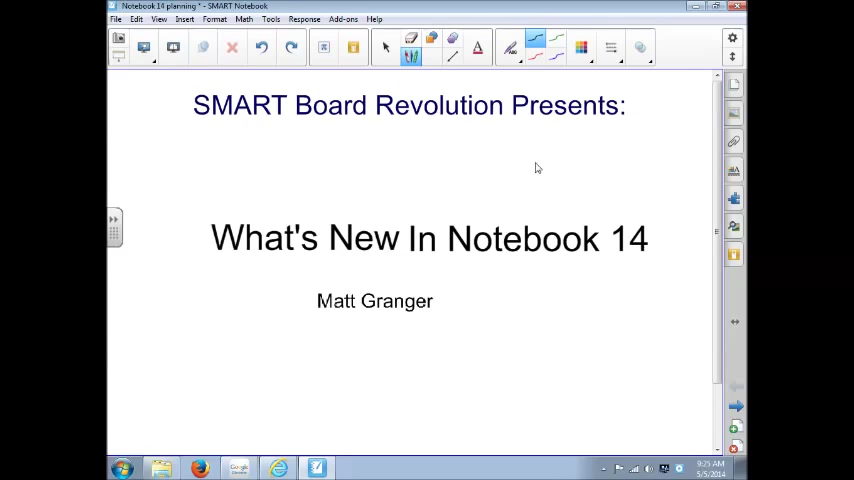 Notebook 14 planning * - SMART Notebook
File Edit View Insert Format Math Tools Response Add-ons Help
SMART Board Revolution Presents:
What's New In Notebook 14
Matt Granger
9:25 AM
5/5/2014